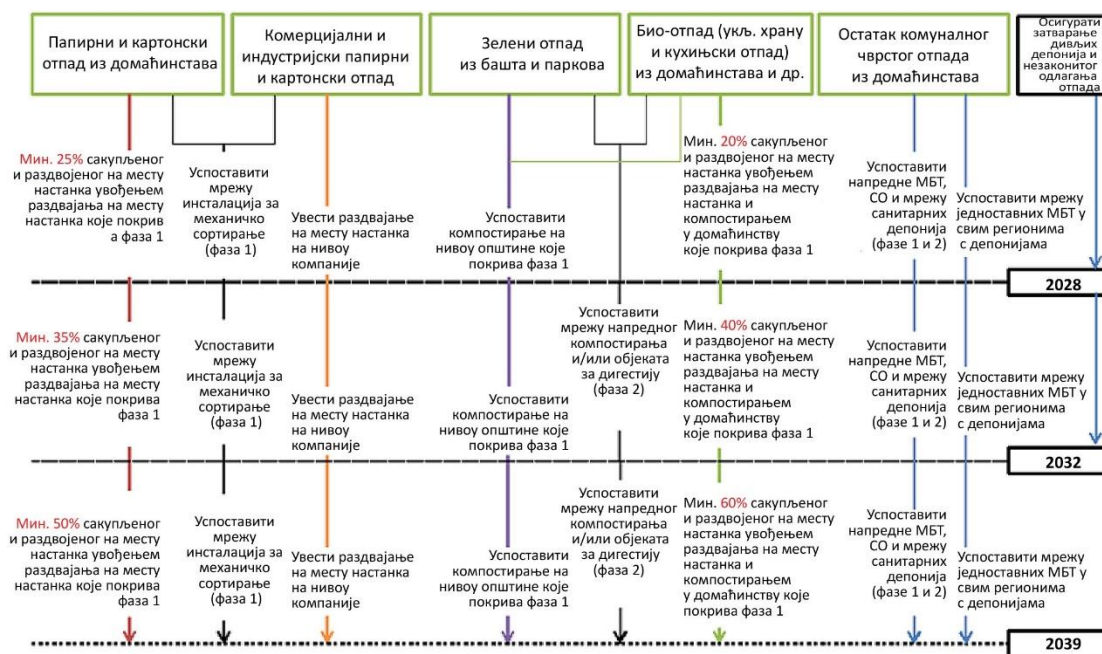 Папирни и картонски
отпад из домаћинстава
Комерцијални и
индустријски папирни
и картонски отпад
Зелени отпад
из башта и паркова
Био-отпад (укљ. храну
и кухињски отпад)
из домаћинстава и др.
Остатак комуналног
чврстог отпада
из домаћинстава
Осигурати
затварање
дивљих
депонија и
незаконитог
одлагања
отпада
Мин. 25% сакупљеног
и раздвојеног на месту
настанка увођењем
раздвајања на месту
настанка које покрив
а фаза 1
Успоставити
мрежу
инсталација за
механичко
сортирање
(фаза 1)
Увести раздвајање
на месту настанка
на нивоу
компаније
Успоставити
компостирање на
нивоу општине које
покрива фаза 1
Мин. 20% сакупљеног
и раздвојеног на месту
настанка увођењем
раздвајања на месту
настанка и
компостирањем
у домаћинству
које покрива фаза 1
Успоставити
напредне МБТ,
СО и мрежу
санитарних
депонија
(фазе 1 и 2)
Успоставити мрежу
једноставних МБТ у
свим регионима
с депонијама
2028
Мин. 35% сакупљеног
и раздвојеног на месту
настанка увођењем
раздвајања на месту
настанка које покрива
фаза 1
Успоставити
мрежу
инсталација за
механичко
сортирање
(фаза 1)
Увести раздвајање
на месту настанка
на нивоу
компаније
Успоставити
компостирање на
нивоу општине које
покрива фаза 1
Успоставити
мрежу напредног
компостирања
и/или објеката
за дигестију
(фаза 2)
Мин. 40% сакупљеног
и раздвојеног на месту
настанка увођењем
раздвајања на месту
настанка и
компостирањем
у домаћинству
које покрива фаза 1
Успоставити
напредне МБТ,
СО и мрежу
санитарних
депонија
(фазе 1 и 2)
Успоставити мрежу
једноставних МБТ у
свим регионима
с депонијама
2032
Мин. 50% сакупљеног
и раздвојеног на месту
настанка увођењем
раздвајања на месту
настанка које покрива
фаза 1
Успоставити
мрежу
инсталација за
механичко
сортирање
(фаза 1)
Увести раздвајање
на месту настанка
на нивоу
компаније
Успоставити
компостирање на
нивоу општине које
покрива фаза 1
Успоставити
мрежу напредног
компостирања
и/или објеката
за дигестију
(фаза 2)
Мин. 60% сакупљеног
и раздвојеног на месту
настанка увођењем
раздвајања на месту
настанка и
компостирањем
у домаћинству које
покрива фаза 1
Успоставити
напредне МБТ,
СО и мрежу
санитарних
депонија
(фазе 1 и 2)
Успоставити мрежу
једноставних МБТ у
свим регионима
с депонијама
2039